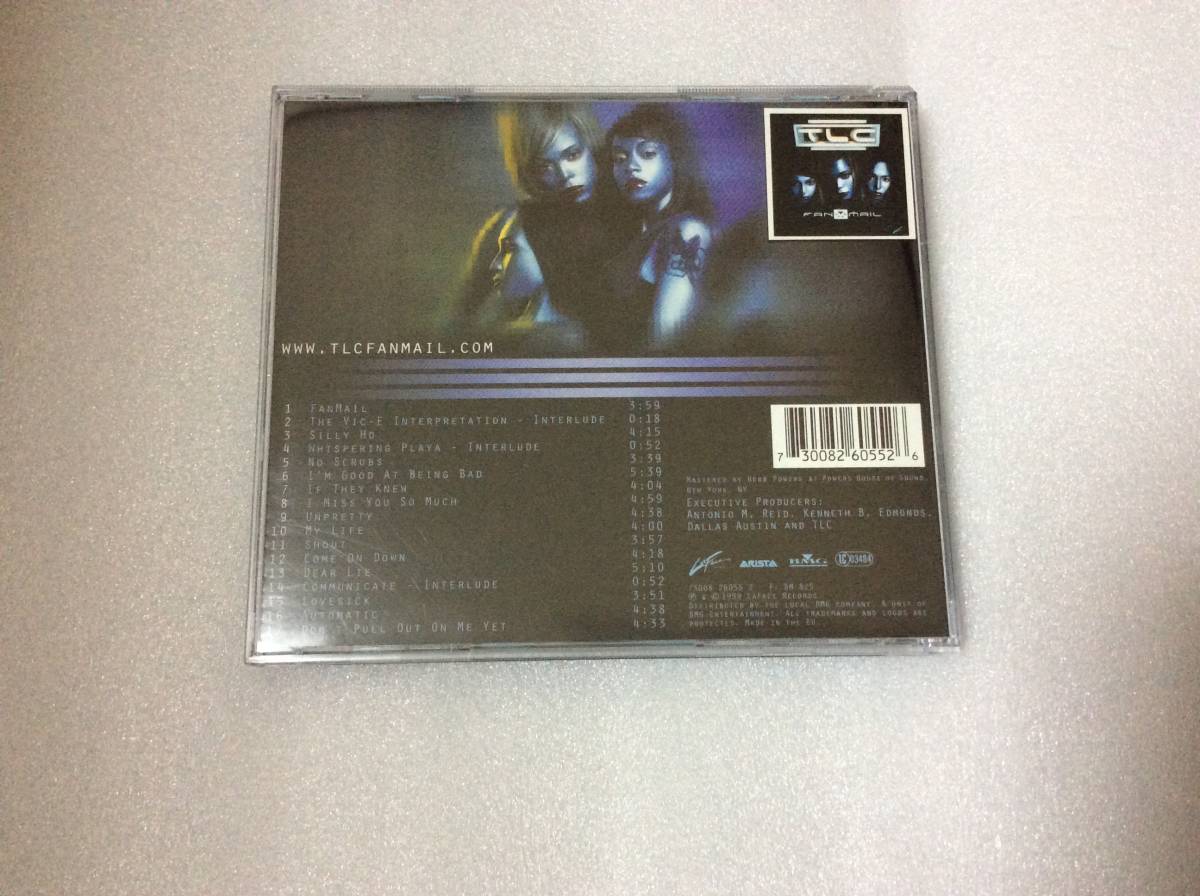 TLC
FANMAIL
WWW.TLCFANMAIL.COM
1 FANMAIL 3:59
2 THE VIC-E INTERPRETATION - INTERLUDE 0:18
3 SILLY HO 4:15
4 WHISPERING PLAYA - INTERLUDE 0:52
5 NO SCRUBS 3:39
6 I'M GOOD AT BEING BAD 5:39
7 IF THEY KNEW 4:04
8 I MISS YOU SO MUCH 4:59
9 UNPRETTY 4:38
10 MY LIFE 4:00
11 SHOUT 3:57
12 COME ON DOWN 4:18
13 DEAR LIE 5:10
14 COMMUNICATE - INTERLUDE 0:52
LOVESICK 3:51
AUTOMATIC 4:38
DON'T PULL OUT ON ME YET 4:33
7 30082 60552 6
MASTERED BY HERB POWERS AT POWERS HOUSE OF SOUND,
NEW YORK, NY
EXECUTIVE PRODUCERS:
ANTONIO M. REID, KENNETH B. EDMONDS,
DALLAS AUSTIN AND TLC
LaFace ARISTA BMG LC 03484
73008 26055 2
℗ & © 1999 LAFACE RECORDS
DISTRIBUTED BY THE LOCAL BMG COMPANY. A UNIT OF
BMG ENTERTAINMENT. ALL TRADEMARKS AND LOGOS ARE
PROTECTED. MADE IN THE EU.